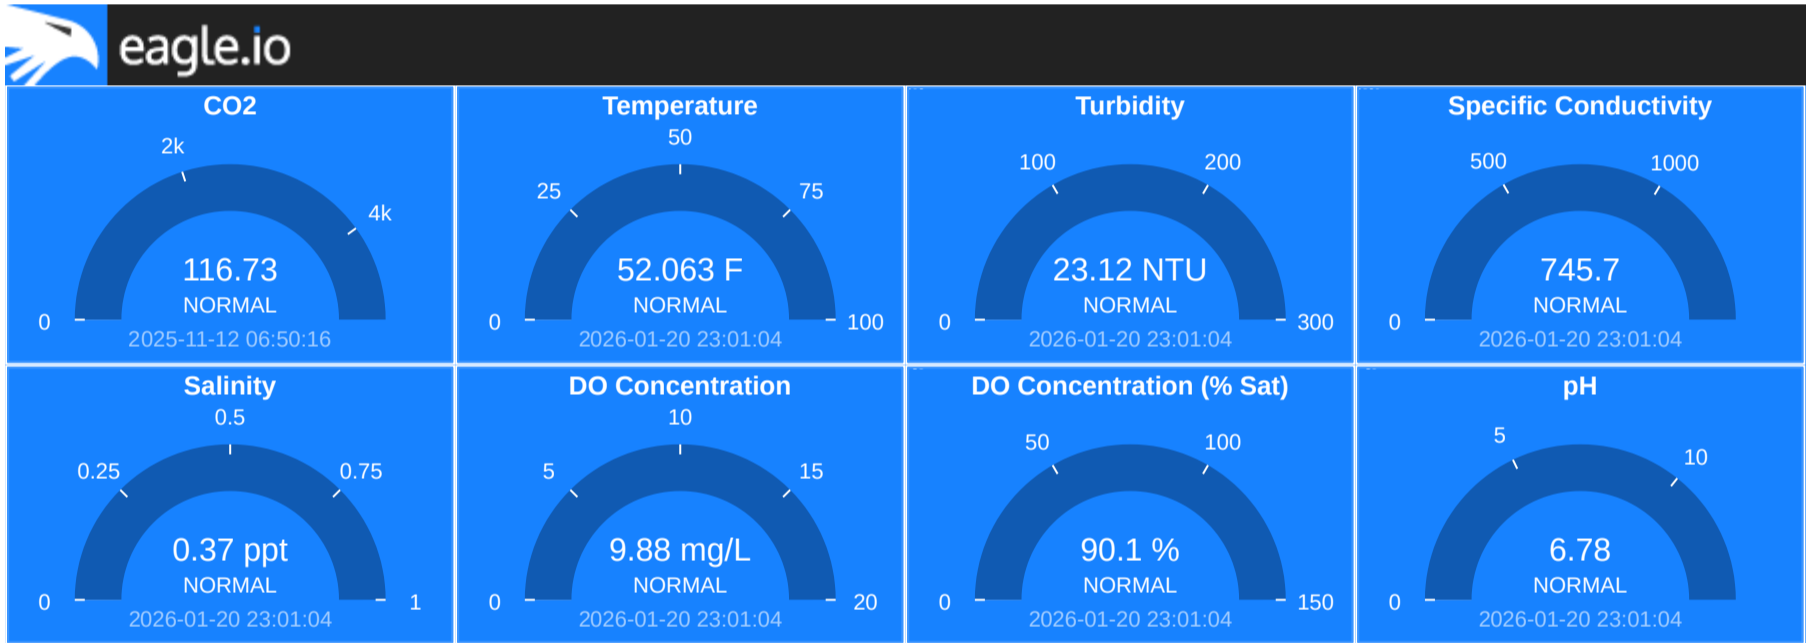 eagle.io
CO2
2k
4k
0
116.73
NORMAL
2025-11-12 06:50:16
Temperature
50
25
75
0
100
52.063 F
NORMAL
2026-01-20 23:01:04
Turbidity
100
200
0
300
23.12 NTU
NORMAL
2026-01-20 23:01:04
Specific Conductivity
500
1000
0
745.7
NORMAL
2026-01-20 23:01:04
Salinity
0.5
0.25
0.75
0
1
0.37 ppt
NORMAL
2026-01-20 23:01:04
DO Concentration
10
5
15
0
20
9.88 mg/L
NORMAL
2026-01-20 23:01:04
DO Concentration (% Sat)
50
100
0
150
90.1 %
NORMAL
2026-01-20 23:01:04
pH
5
10
0
6.78
NORMAL
2026-01-20 23:01:04